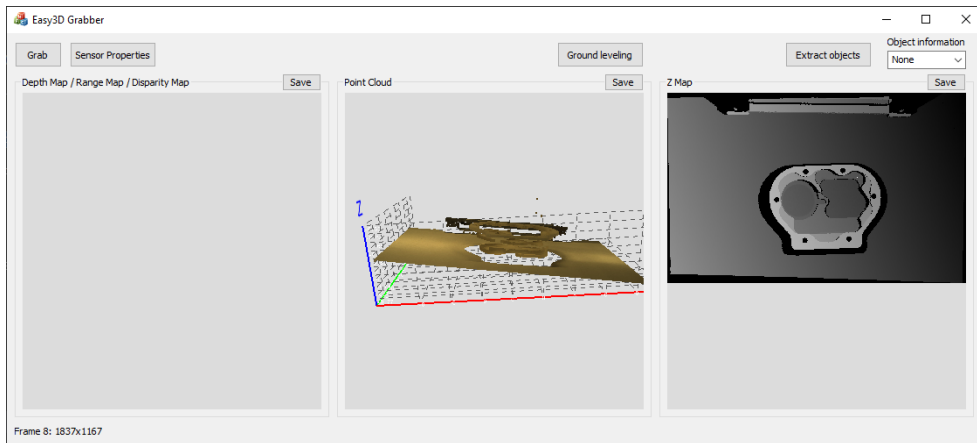 Easy3D Grabber
Grab
Sensor Properties
Ground leveling
Extract objects
Object information
None
Depth Map / Range Map / Disparity Map
Save
Point Cloud
Save
Z Map
Save
Z
Frame 8: 1837x1167